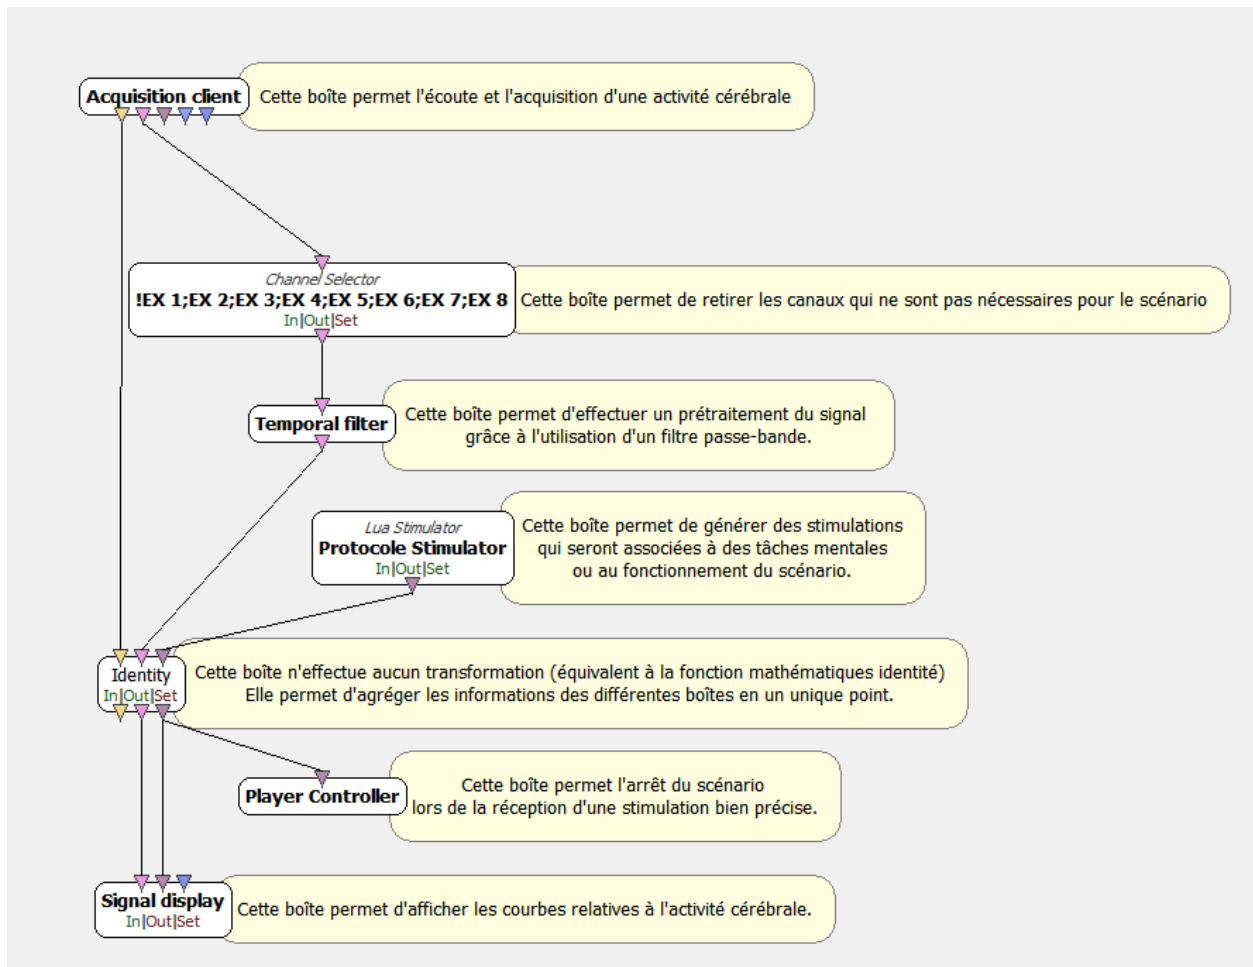 Acquisition client
Cette boîte permet l'écoute et l'acquisition d'une activité cérébrale
Channel Selector
!EX 1;EX 2;EX 3;EX 4;EX 5;EX 6;EX 7;EX 8
In|Out|Set
Cette boîte permet de retirer les canaux qui ne sont pas nécessaires pour le scénario
Temporal filter
Cette boîte permet d'effectuer un prétraitement du signal
grâce à l'utilisation d'un filtre passe-bande.
Lua Stimulator
Protocole Stimulator
In|Out|Set
Cette boîte permet de générer des stimulations
qui seront associées à des tâches mentales
ou au fonctionnement du scénario.
Identity
In|Out|Set
Cette boîte n'effectue aucun transformation (équivalent à la fonction mathématiques identité)
Elle permet d'agréger les informations des différentes boîtes en un unique point.
Player Controller
Cette boîte permet l'arrêt du scénario
lors de la réception d'une stimulation bien précise.
Signal display
In|Out|Set
Cette boîte permet d'afficher les courbes relatives à l'activité cérébrale.